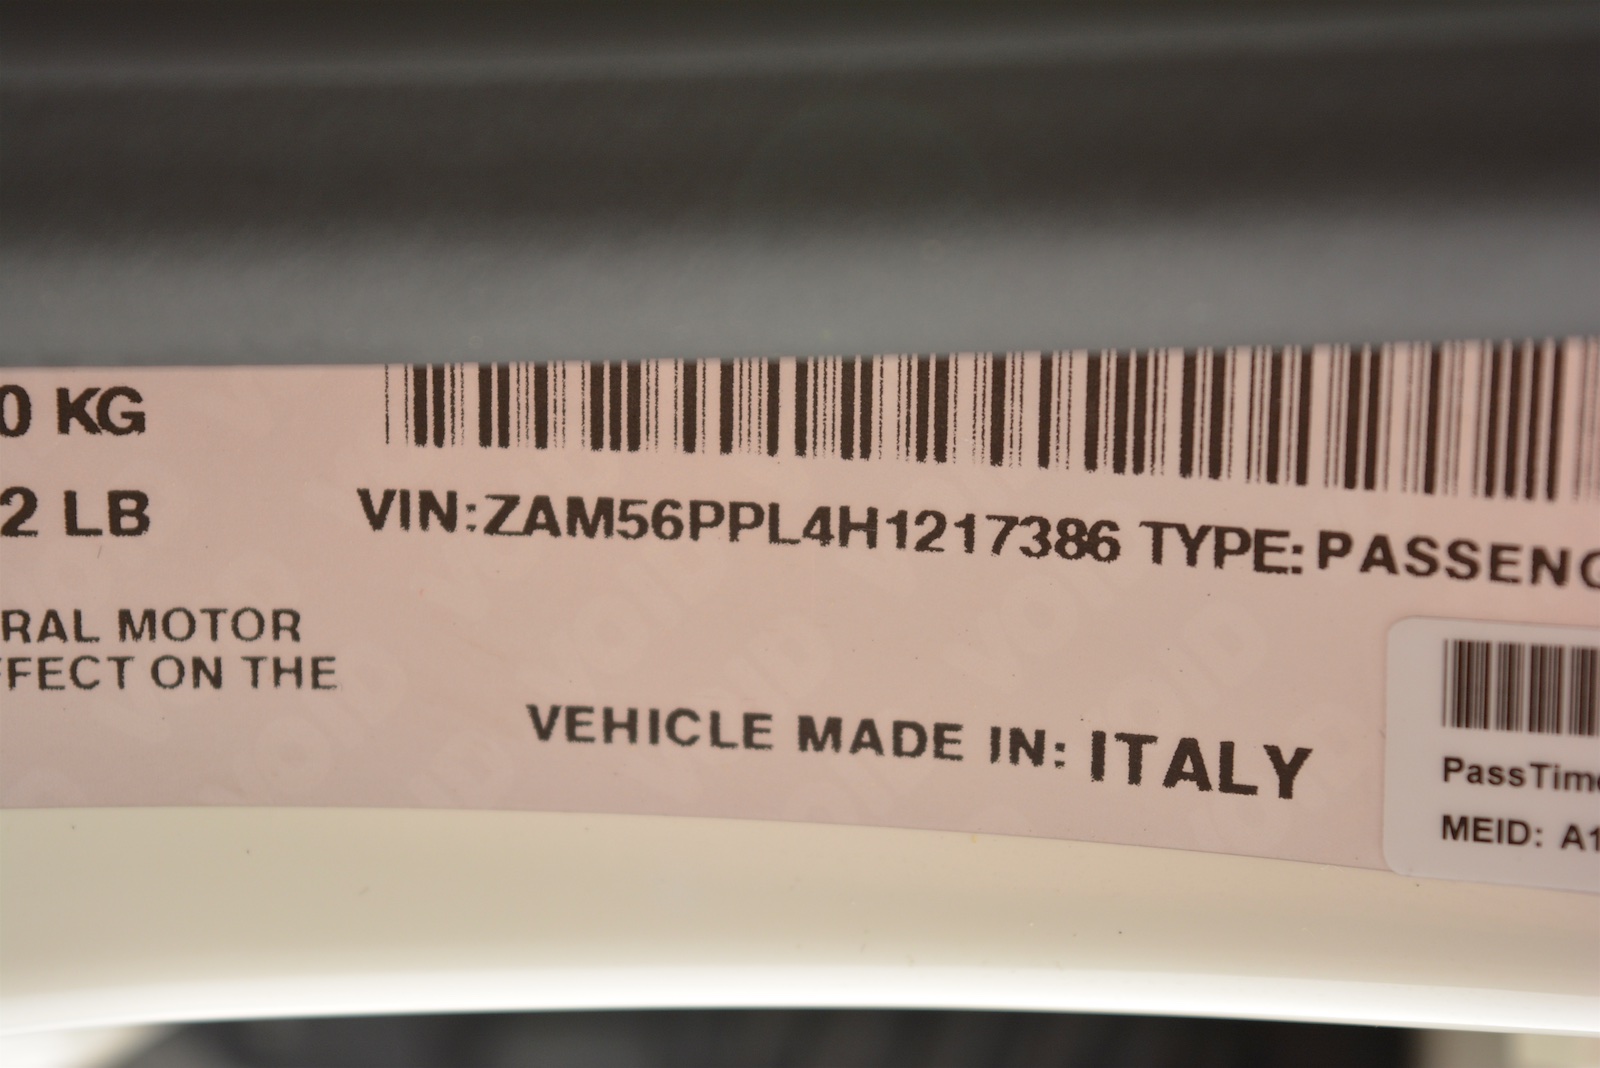 0 KG
2 LB
VIN:ZAM56PPL4H1217386 TYPE:PASSENG
RAL MOTOR
FFECT ON THE
VEHICLE MADE IN: ITALY
PassTime
MEID: A1